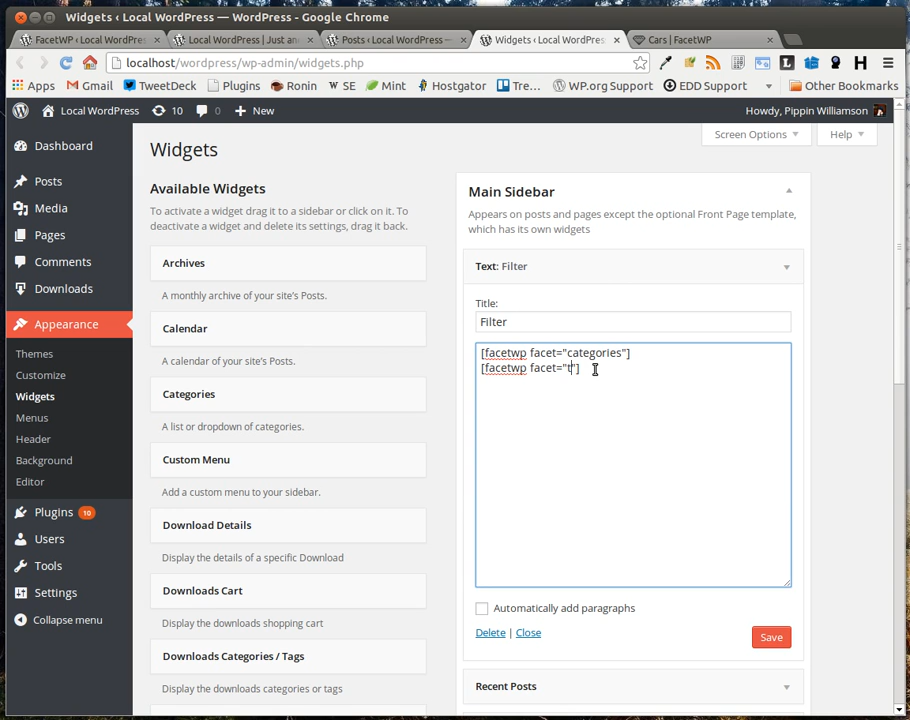 Widgets ‹ Local WordPress — WordPress - Google Chrome
FacetWP ‹ Local WordPre
Local WordPress | Just an
Posts ‹ Local WordPress —
Widgets ‹ Local WordPres
Cars | FacetWP
localhost/wordpress/wp-admin/widgets.php
Apps
Gmail
TweetDeck
Plugins
Ronin
SE
Mint
Hostgator
Tre...
WP.org Support
EDD Support
Other Bookmarks
Local WordPress
10
0
New
Howdy, Pippin Williamson
Screen Options
Help
Dashboard
Posts
Media
Pages
Comments
Downloads
Appearance
Themes
Customize
Widgets
Menus
Header
Background
Editor
Plugins 10
Users
Tools
Settings
Collapse menu
Widgets
Available Widgets
To activate a widget drag it to a sidebar or click on it. To
deactivate a widget and delete its settings, drag it back.
Archives
A monthly archive of your site's Posts.
Calendar
A calendar of your site's Posts.
Categories
A list or dropdown of categories.
Custom Menu
Add a custom menu to your sidebar.
Download Details
Display the details of a specific Download
Downloads Cart
Display the downloads shopping cart
Downloads Categories / Tags
Display the downloads categories or tags
Main Sidebar
Appears on posts and pages except the optional Front Page template,
which has its own widgets
Text: Filter
Title:
Filter
[facetwp facet="categories"]
[facetwp facet="t"]
Automatically add paragraphs
Delete | Close
Save
Recent Posts